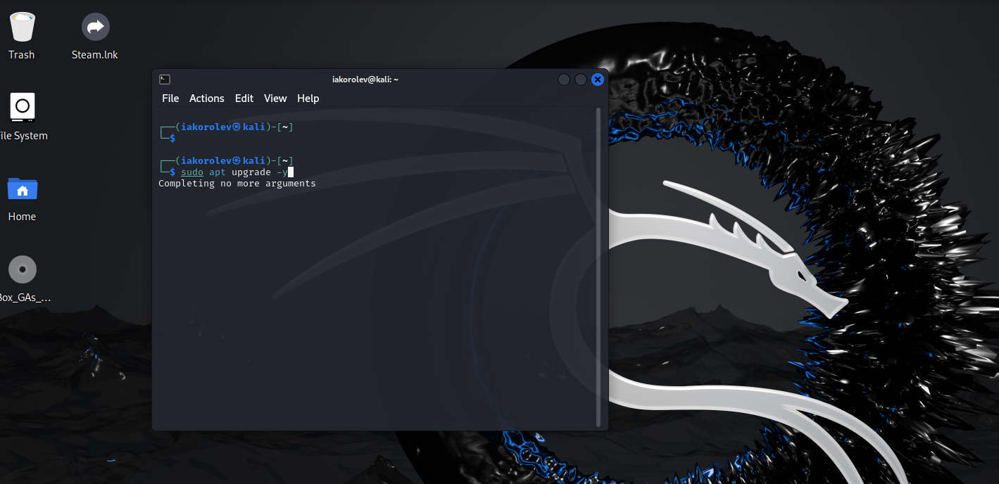 Trash
Steam.lnk
ile System
Home
Box_GAs_...
iakorolev@kali: ~
File Actions Edit View Help
┌──(iakorolev㉿kali)-[~]
└─$
┌──(iakorolev㉿kali)-[~]
└─$ sudo apt upgrade -y
Completing no more arguments